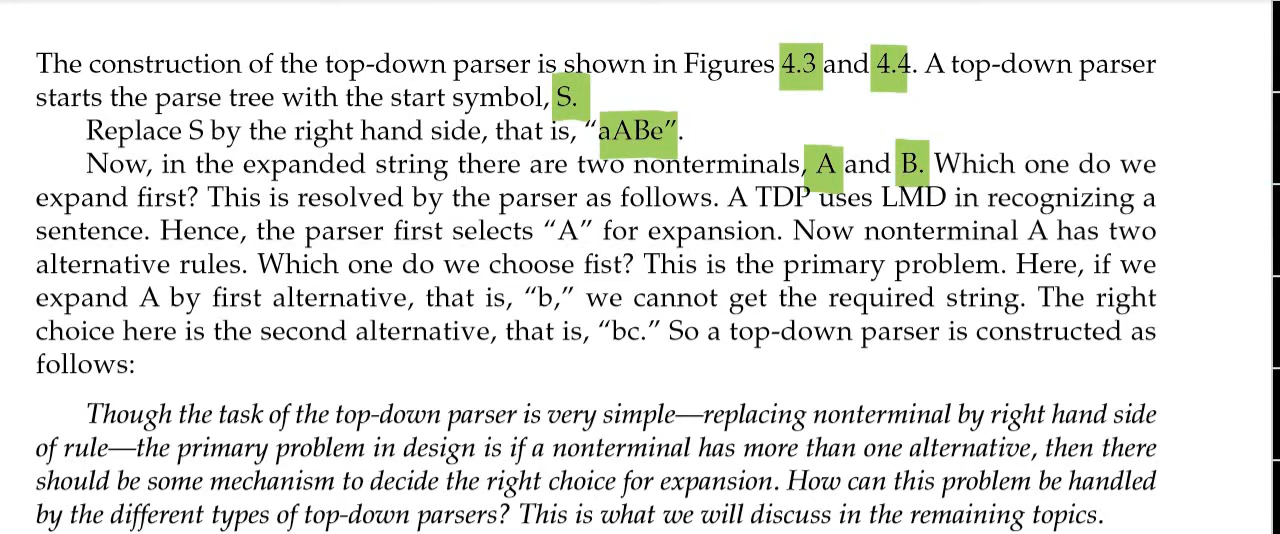 The construction of the top-down parser is shown in Figures 4.3 and 4.4. A top-down parser
starts the parse tree with the start symbol, S.
Replace S by the right hand side, that is, “aABe”.
Now, in the expanded string there are two nonterminals, A and B. Which one do we
expand first? This is resolved by the parser as follows. A TDP uses LMD in recognizing a
sentence. Hence, the parser first selects “A” for expansion. Now nonterminal A has two
alternative rules. Which one do we choose fist? This is the primary problem. Here, if we
expand A by first alternative, that is, “b,” we cannot get the required string. The right
choice here is the second alternative, that is, “bc.” So a top-down parser is constructed as
follows:
Though the task of the top-down parser is very simple—replacing nonterminal by right hand side
of rule—the primary problem in design is if a nonterminal has more than one alternative, then there
should be some mechanism to decide the right choice for expansion. How can this problem be handled
by the different types of top-down parsers? This is what we will discuss in the remaining topics.